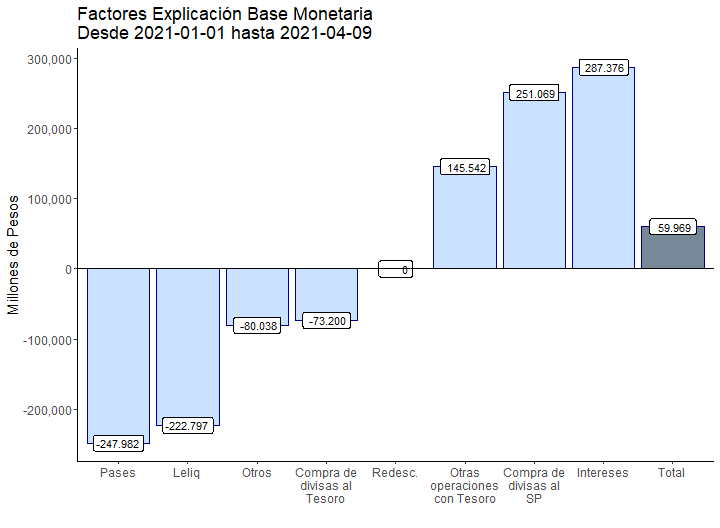 Factores Explicación Base Monetaria
Desde 2021-01-01 hasta 2021-04-09
Millones de Pesos
300,000
200,000
100,000
0
-100,000
-200,000
-247.982
-222.797
-80.038
-73.200
0
145.542
251.069
287.376
59.969
Pases
Leliq
Otros
Compra de
divisas al
Tesoro
Redesc.
Otras
operaciones
con Tesoro
Compra de
divisas al
SP
Intereses
Total